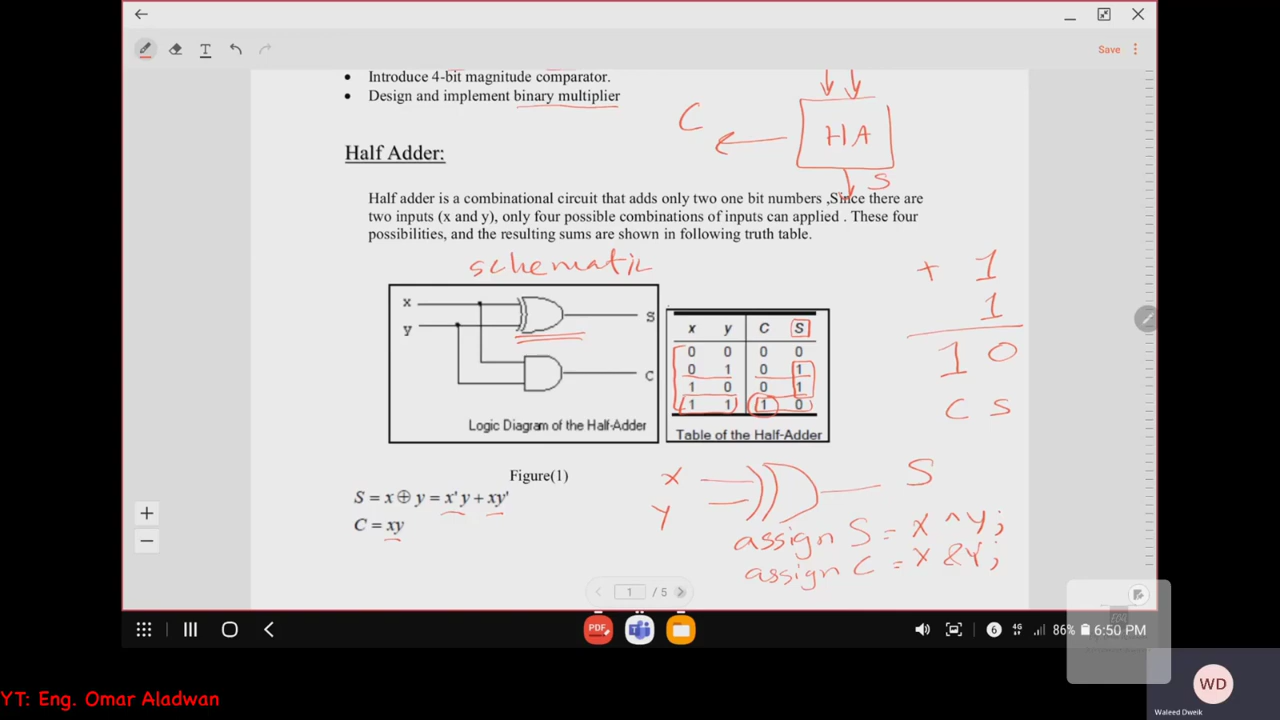 Save
• Introduce 4-bit magnitude comparator.
• Design and implement binary multiplier
C
HA
S
Half Adder:
Half adder is a combinational circuit that adds only two one bit numbers ,Since there are
two inputs (x and y), only four possible combinations of inputs can applied . These four
possibilities, and the resulting sums are shown in following truth table.
schematic
+ 1
1
1 0
C S
x
y
S
C
Logic Diagram of the Half-Adder
x y C S
0 0 0 0
0 1 0 1
1 0 0 1
1 1 1 0
Table of the Half-Adder
Figure(1)
S = x ⊕ y = x' y + xy'
C = xy
X
Y
S
assign S = X ^ Y;
assign C = X & Y;
1 / 5
PDF
6 4G 86% 6:50 PM
WD
Waleed Dweik
YT: Eng. Omar Aladwan